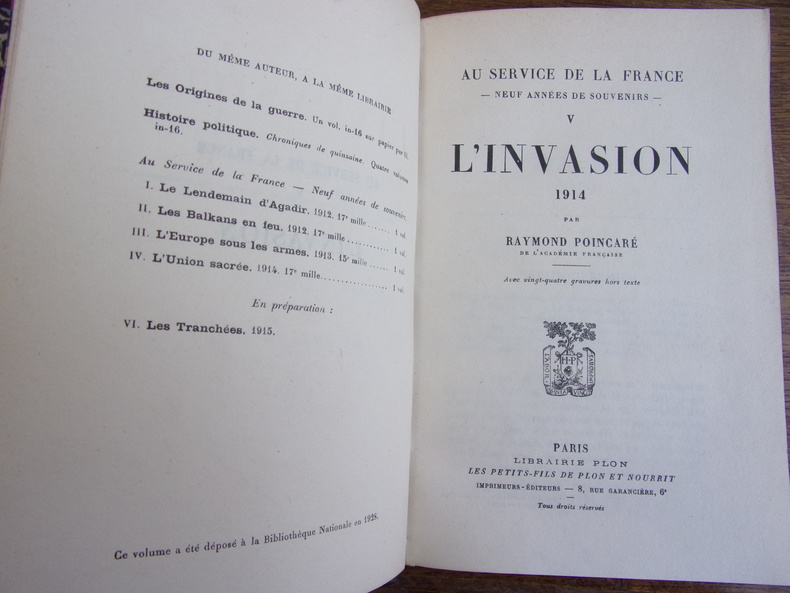 DU MÊME AUTEUR, A LA MÊME LIBRAIRIE
Les Origines de la guerre. Un vol. in-16 sur papier pur fil.
Histoire politique. Chroniques de quinzaine. Quatre volumes
in-16.
Au Service de la France — Neuf années de souvenirs.
I. Le Lendemain d'Agadir. 1912. 17e mille ............ 1 vol.
II. Les Balkans en feu. 1912. 17e mille ............ 1 vol.
III. L'Europe sous les armes. 1913. 15e mille ...... 1 vol.
IV. L'Union sacrée. 1914. 17e mille.................. 1 vol.
En préparation :
VI. Les Tranchées. 1915.
Ce volume a été déposé à la Bibliothèque Nationale en 1928.
AU SERVICE DE LA FRANCE
— NEUF ANNÉES DE SOUVENIRS —
V
L'INVASION
1914
PAR
RAYMOND POINCARÉ
DE L'ACADÉMIE FRANÇAISE
Avec vingt-quatre gravures hors texte
H·P
PARIS
LIBRAIRIE PLON
LES PETITS-FILS DE PLON ET NOURRIT
IMPRIMEURS-ÉDITEURS — 8, RUE GARANCIÈRE, 6e
Tous droits réservés